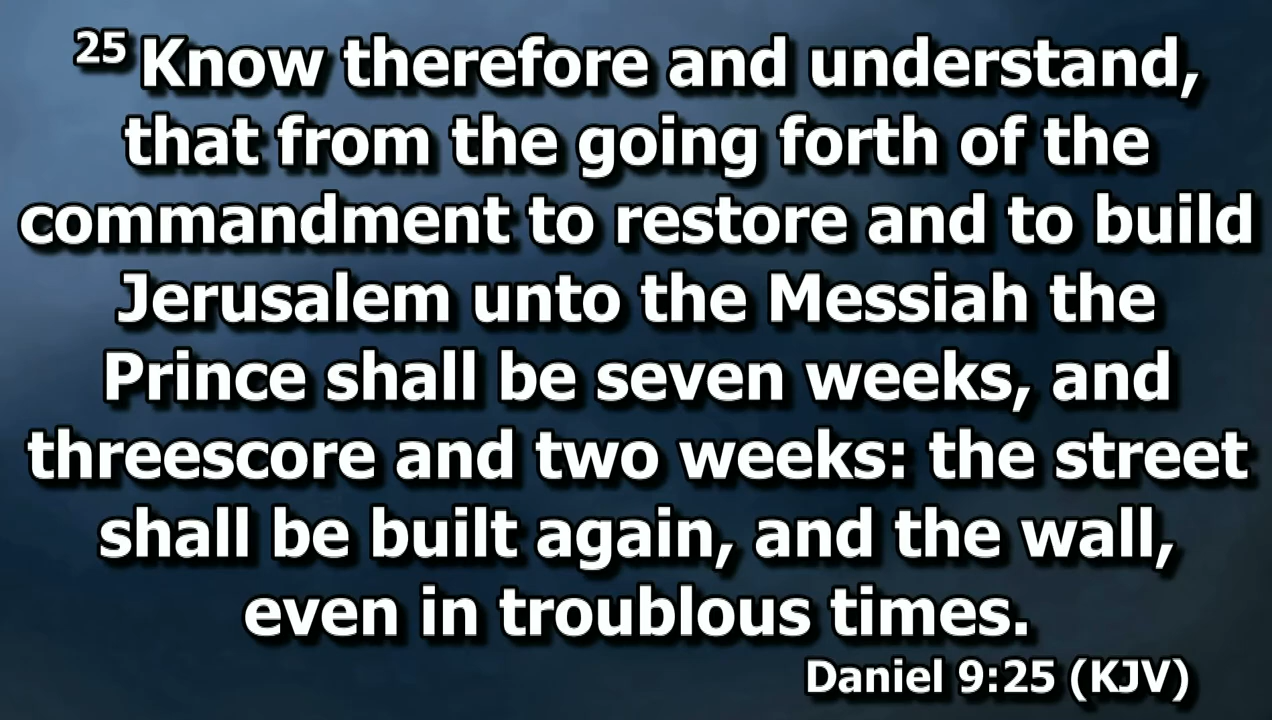 25 Know therefore and understand,
that from the going forth of the
commandment to restore and to build
Jerusalem unto the Messiah the
Prince shall be seven weeks, and
threescore and two weeks: the street
shall be built again, and the wall,
even in troublous times.
Daniel 9:25 (KJV)